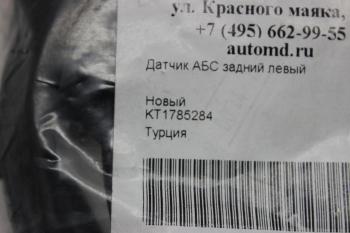 ул. Красного маяка,
+7 (495) 662-99-55
automd.ru
Датчик АБС задний левый
Новый
KT1785284
Турция